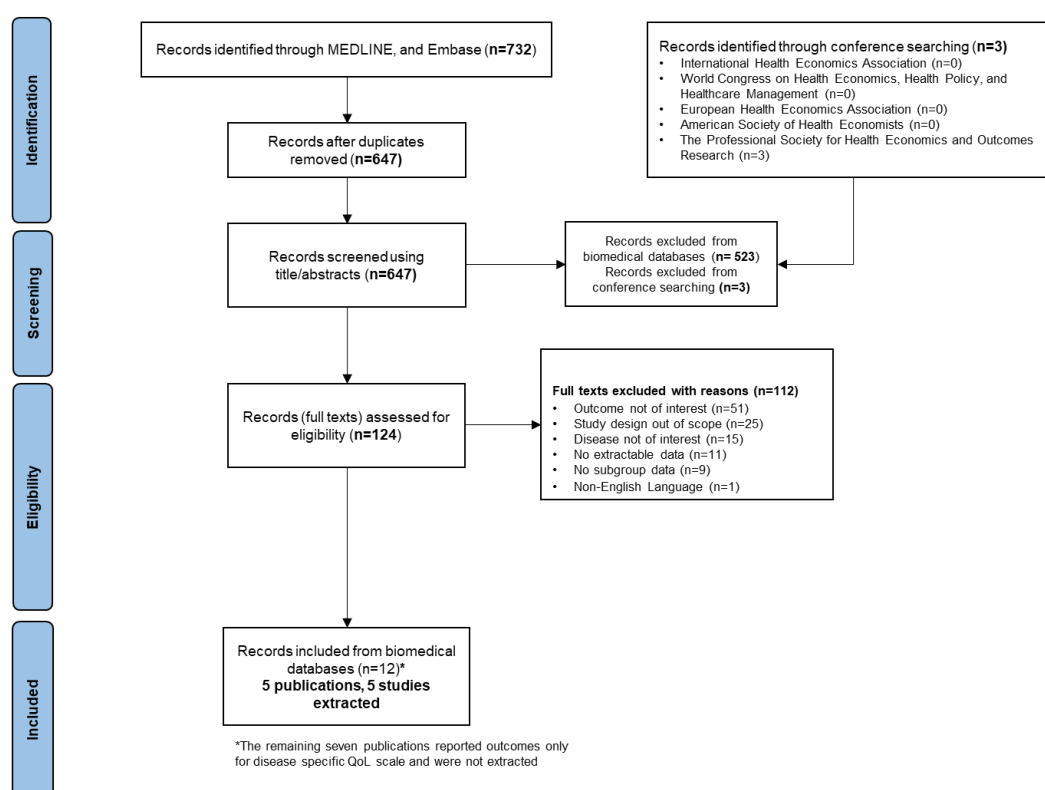 Identification
Records identified through MEDLINE, and Embase (n=732)
Records identified through conference searching (n=3)
• International Health Economics Association (n=0)
• World Congress on Health Economics, Health Policy, and
Healthcare Management (n=0)
• European Health Economics Association (n=0)
• American Society of Health Economists (n=0)
• The Professional Society for Health Economics and Outcomes
Research (n=3)
Records after duplicates
removed (n=647)
Screening
Records screened using
title/abstracts (n=647)
Records excluded from
biomedical databases (n= 523)
Records excluded from
conference searching (n=3)
Eligibility
Records (full texts) assessed for
eligibility (n=124)
Full texts excluded with reasons (n=112)
• Outcome not of interest (n=51)
• Study design out of scope (n=25)
• Disease not of interest (n=15)
• No extractable data (n=11)
• No subgroup data (n=9)
• Non-English Language (n=1)
Included
Records included from biomedical
databases (n=12)*
5 publications, 5 studies
extracted
*The remaining seven publications reported outcomes only
for disease specific QoL scale and were not extracted